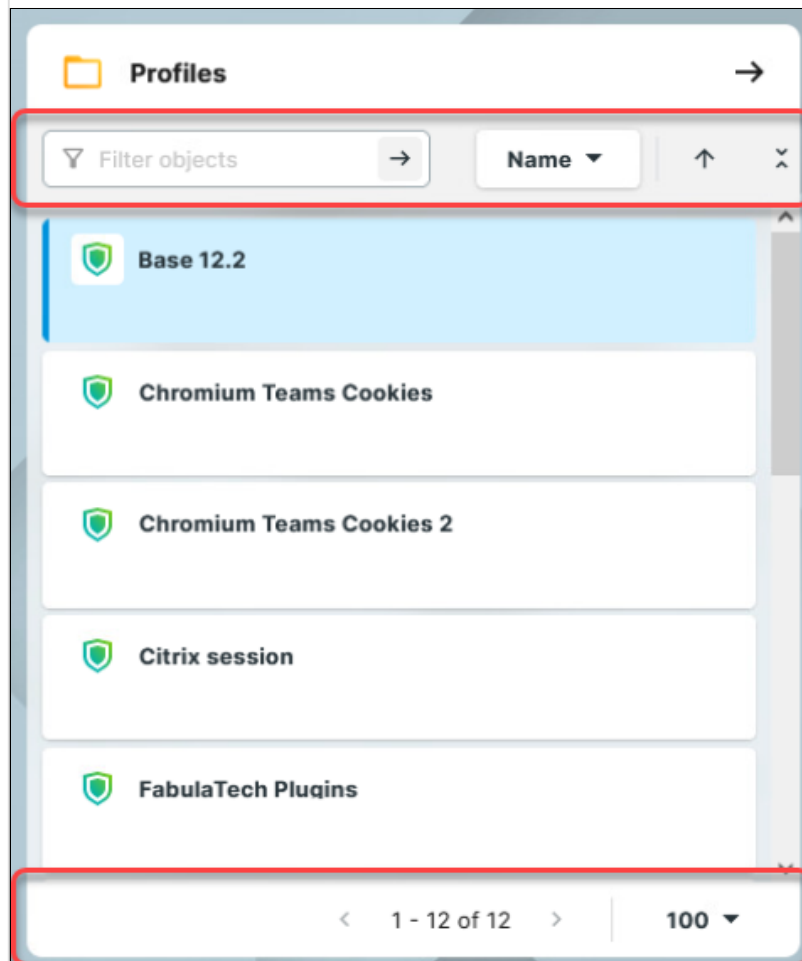 Profiles
Filter objects
Name
Base 12.2
Chromium Teams Cookies
Chromium Teams Cookies 2
Citrix session
FabulaTech Plugins
1 - 12 of 12
100